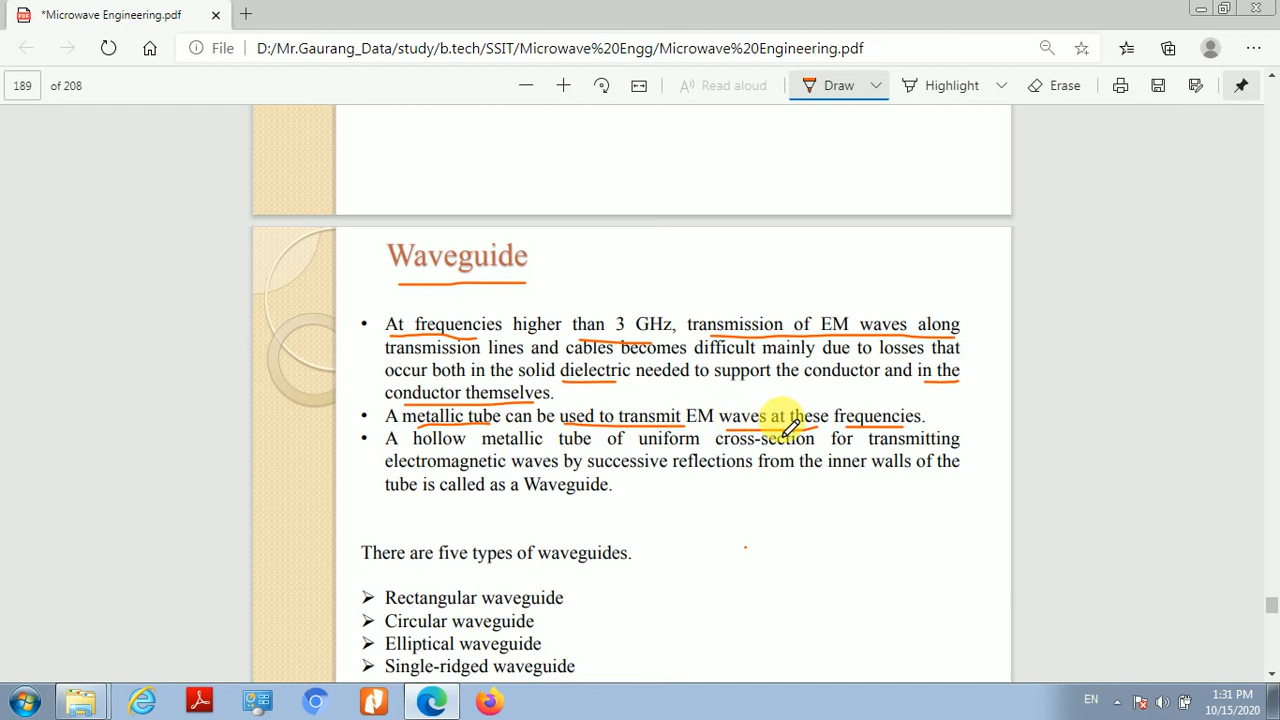 *Microwave Engineering.pdf
File D:/Mr.Gaurang_Data/study/b.tech/SSIT/Microwave%20Engg/Microwave%20Engineering.pdf
189 of 208 Read aloud Draw Highlight Erase
Waveguide
• At frequencies higher than 3 GHz, transmission of EM waves along
transmission lines and cables becomes difficult mainly due to losses that
occur both in the solid dielectric needed to support the conductor and in the
conductor themselves.
• A metallic tube can be used to transmit EM waves at these frequencies.
• A hollow metallic tube of uniform cross-section for transmitting
electromagnetic waves by successive reflections from the inner walls of the
tube is called as a Waveguide.
There are five types of waveguides.
➢ Rectangular waveguide
➢ Circular waveguide
➢ Elliptical waveguide
➢ Single-ridged waveguide
EN 1:31 PM
10/15/2020